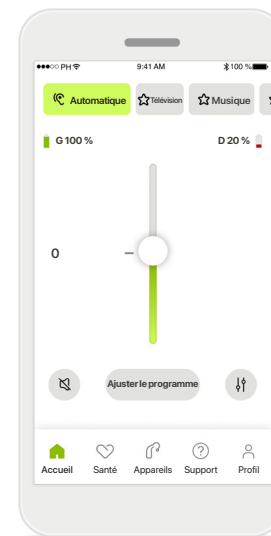 PH 9:41 AM 100 %
Automatique Télévision Musique
G 100 % D 20 %
0
Ajuster le programme
Accueil Santé Appareils Support Profil